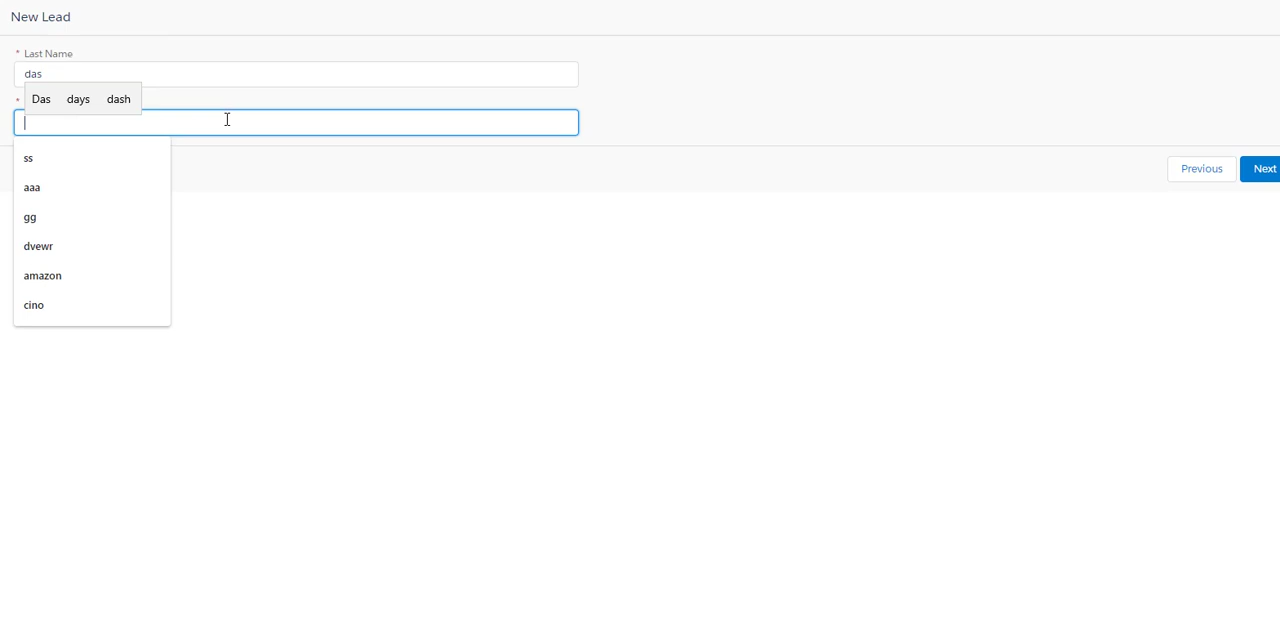 New Lead
* Last Name
das
Das days dash
*
ss
aaa
gg
dvewr
amazon
cino
Previous Next